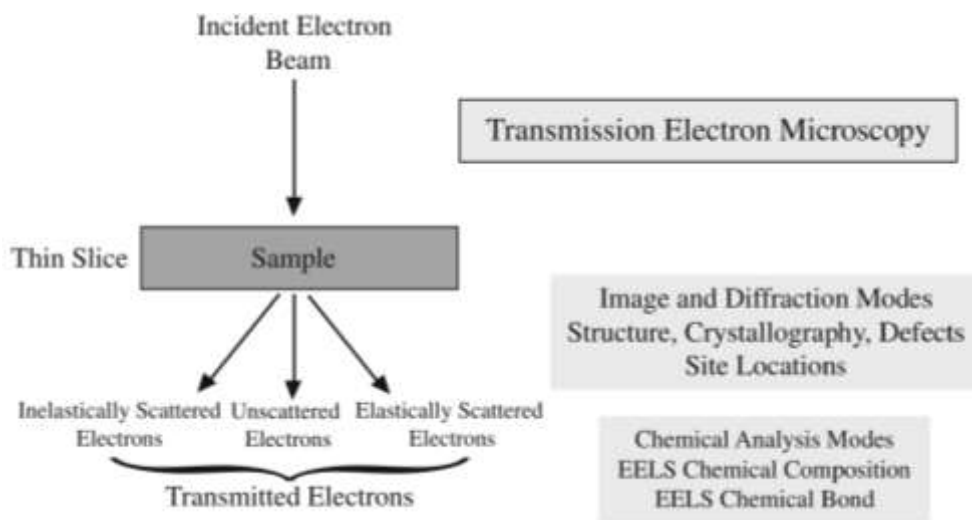 Incident Electron
Beam
Transmission Electron Microscopy
Thin Slice
Sample
Image and Diffraction Modes
Structure, Crystallography, Defects
Site Locations
Inelastically Scattered
Electrons
Unscattered
Electrons
Elastically Scattered
Electrons
Transmitted Electrons
Chemical Analysis Modes
EELS Chemical Composition
EELS Chemical Bond